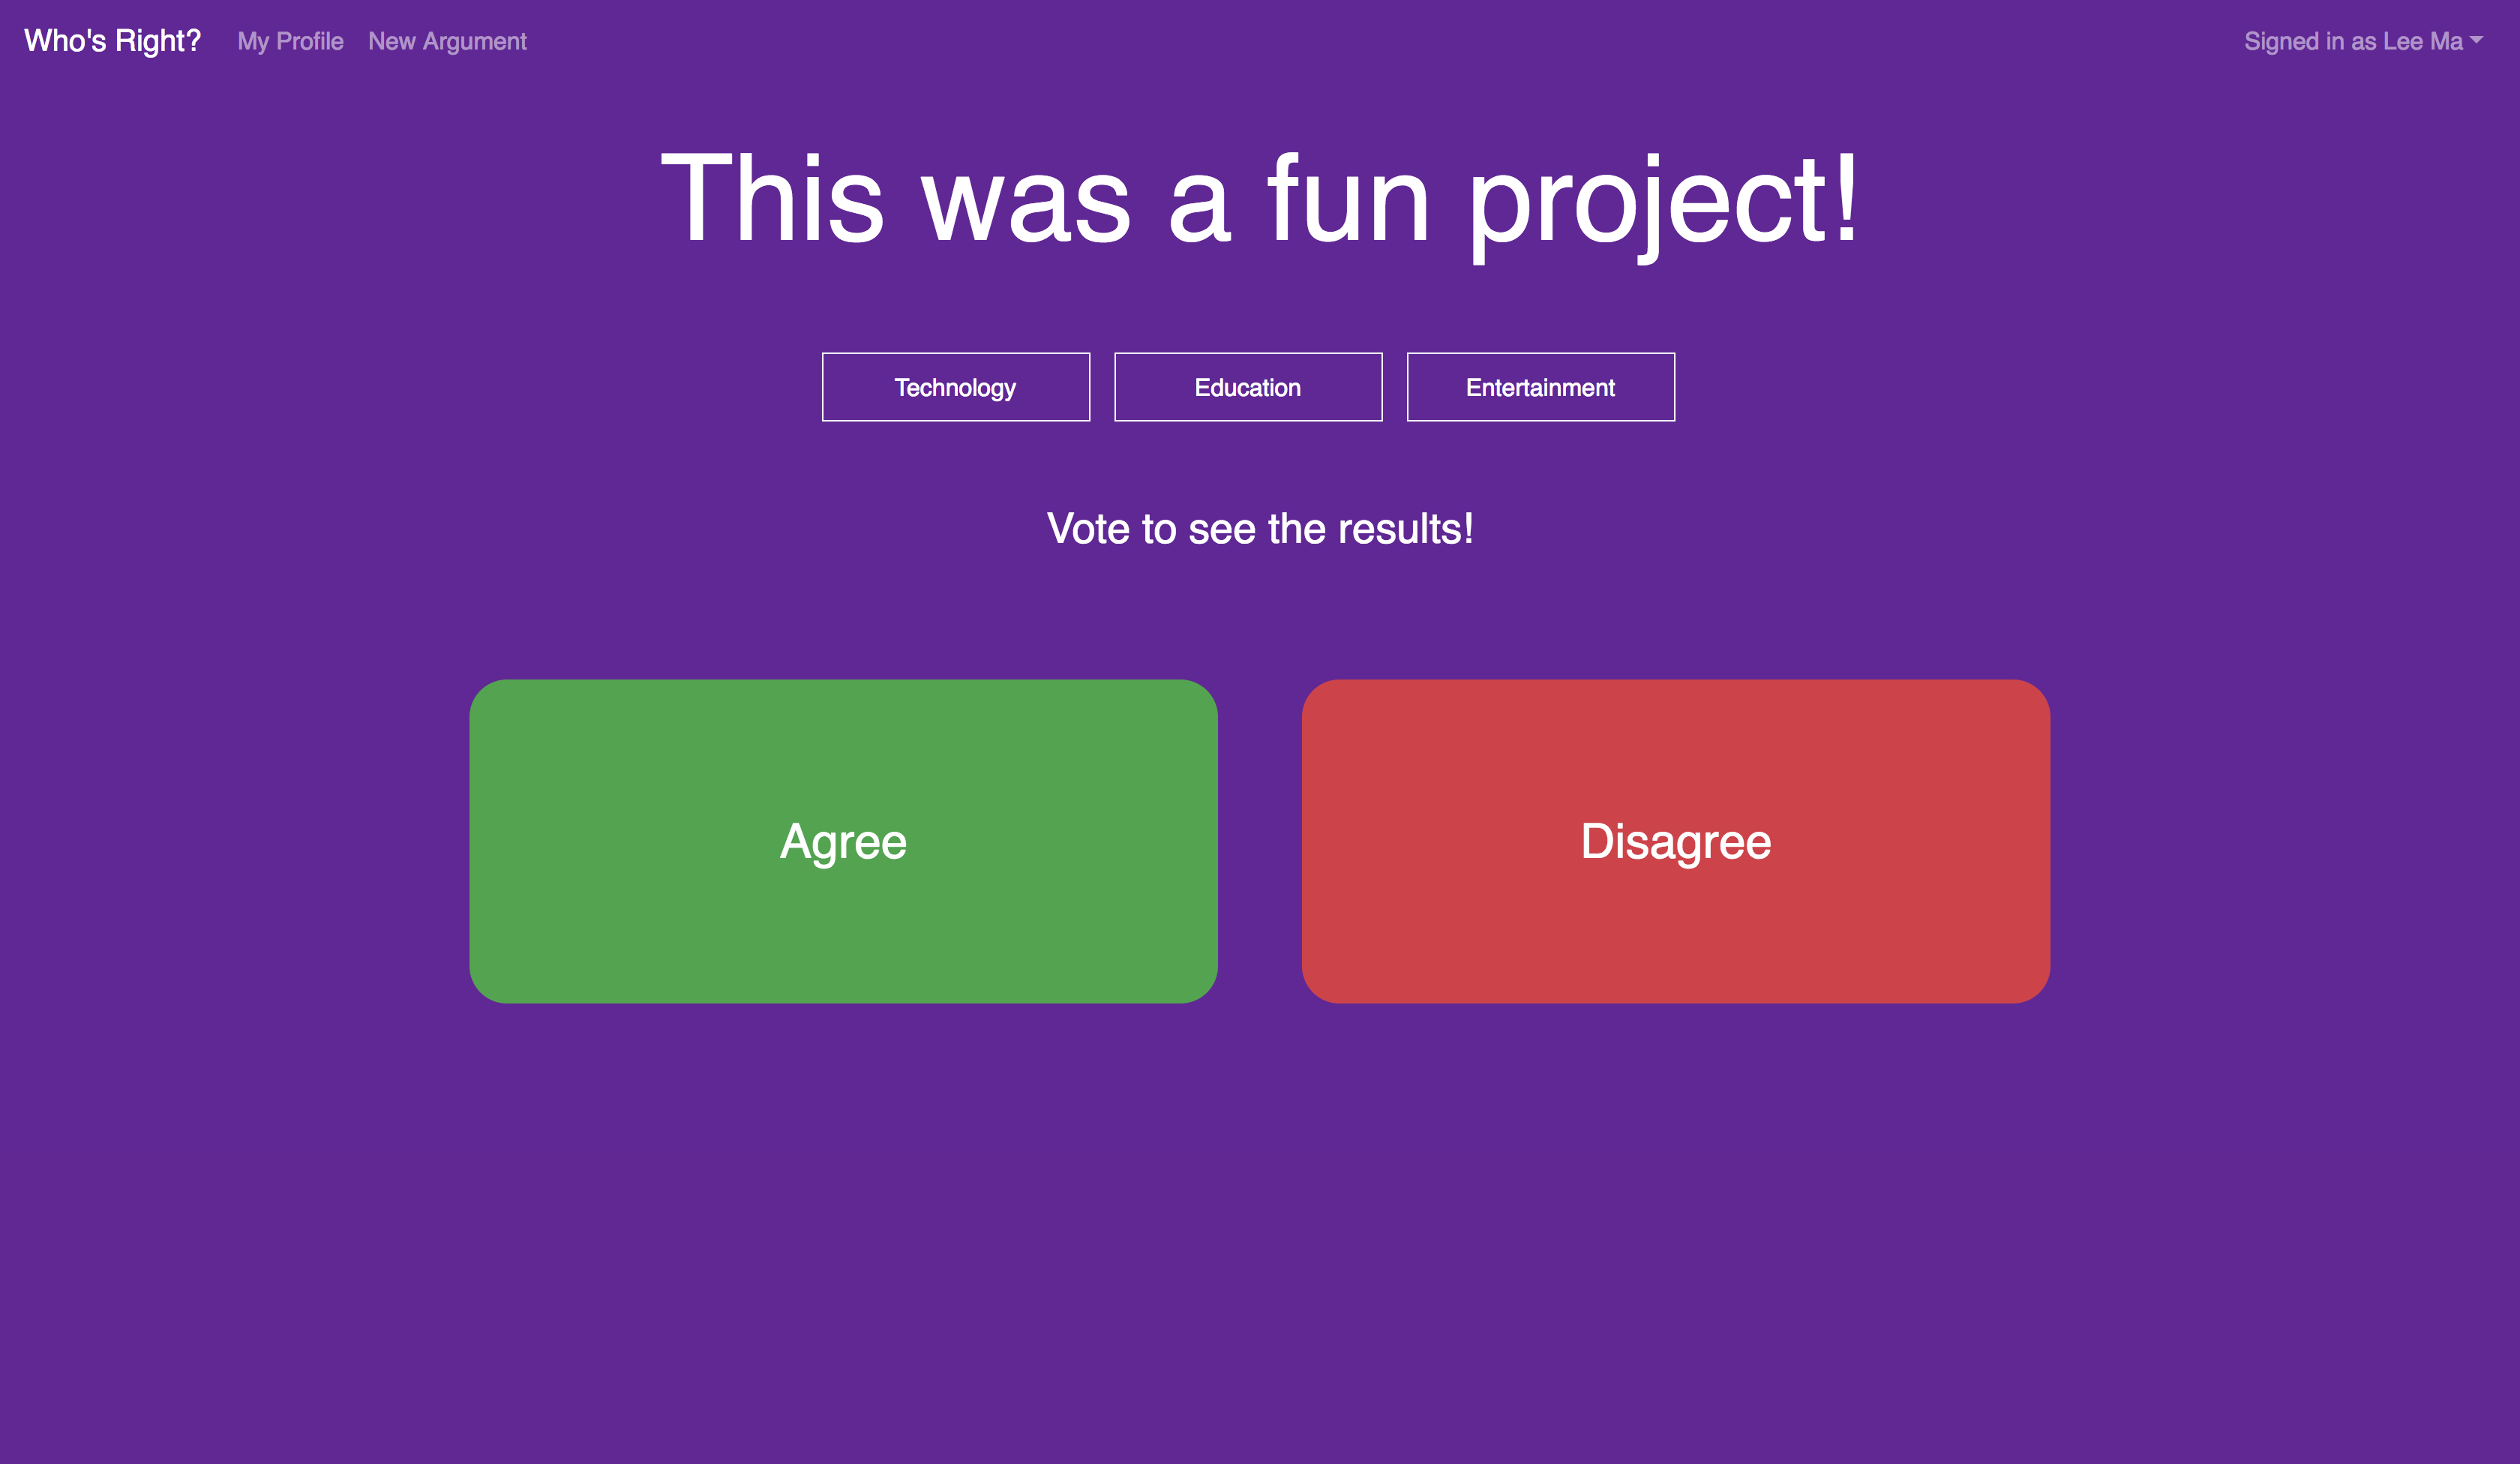 Who's Right? My Profile New Argument Signed in as Lee Ma
This was a fun project!
Technology Education Entertainment
Vote to see the results!
Agree Disagree